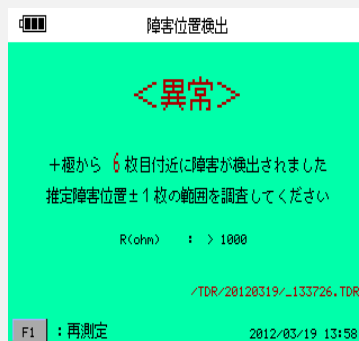 障害位置検出
<異常>
+極から 6 枚目付近に障害が検出されました
推定障害位置±1枚の範囲を調査してください
R(ohm) : > 1000
/TDR/20120319/_133726.TDR
F1 :再測定 2012/03/19 13:58